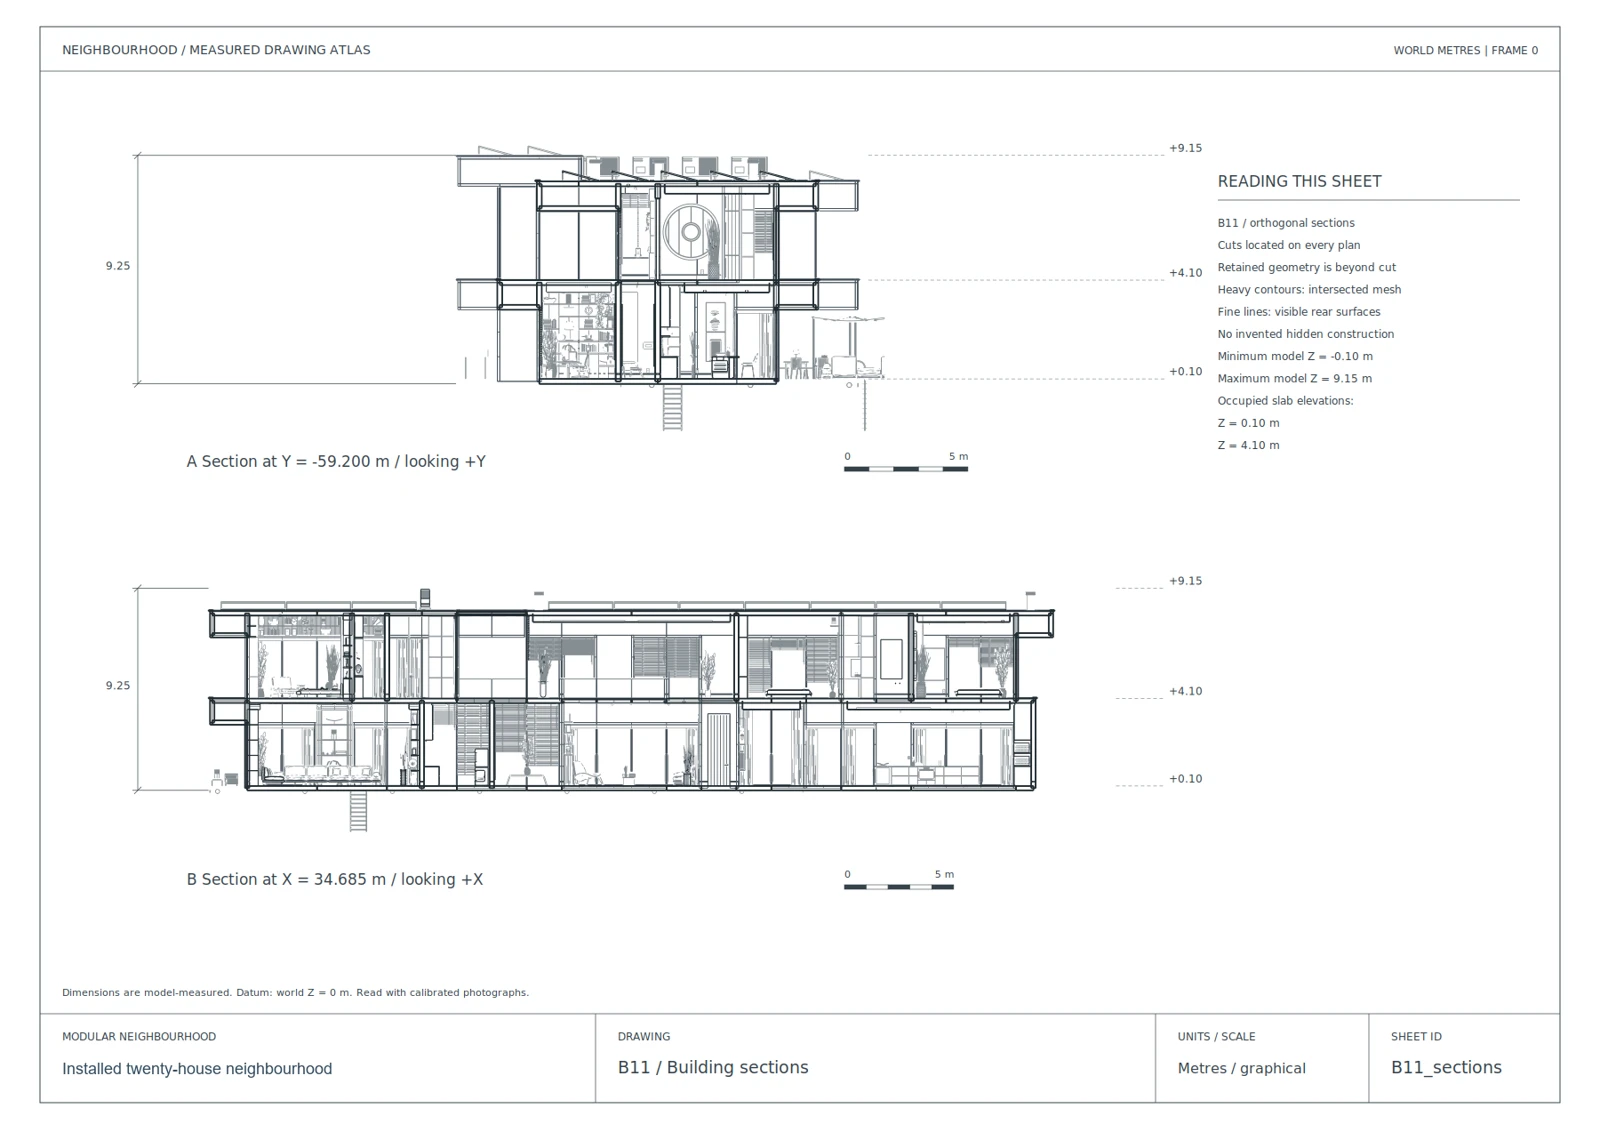 NEIGHBOURHOOD / MEASURED DRAWING ATLAS
WORLD METRES | FRAME 0
+9.15
9.25
+4.10
+0.10
READING THIS SHEET
B11 / orthogonal sections
Cuts located on every plan
Retained geometry is beyond cut
Heavy contours: intersected mesh
Fine lines: visible rear surfaces
No invented hidden construction
Minimum model Z = -0.10 m
Maximum model Z = 9.15 m
Occupied slab elevations:
Z = 0.10 m
Z = 4.10 m
A Section at Y = -59.200 m / looking +Y
0 5 m
+9.15
9.25
+4.10
+0.10
B Section at X = 34.685 m / looking +X
0 5 m
Dimensions are model-measured. Datum: world Z = 0 m. Read with calibrated photographs.
MODULAR NEIGHBOURHOOD
Installed twenty-house neighbourhood
DRAWING
B11 / Building sections
UNITS / SCALE
Metres / graphical
SHEET ID
B11_sections